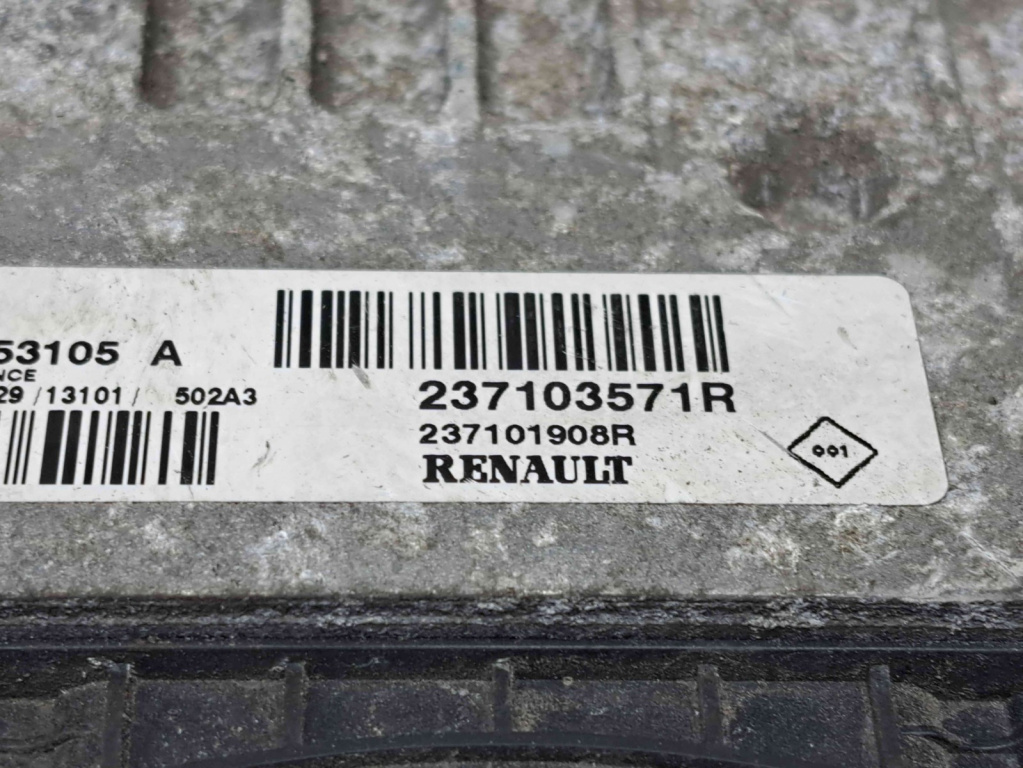 53105 A
NCE
29 / 13101 / 502A3
237103571R
237101908R
RENAULT
001